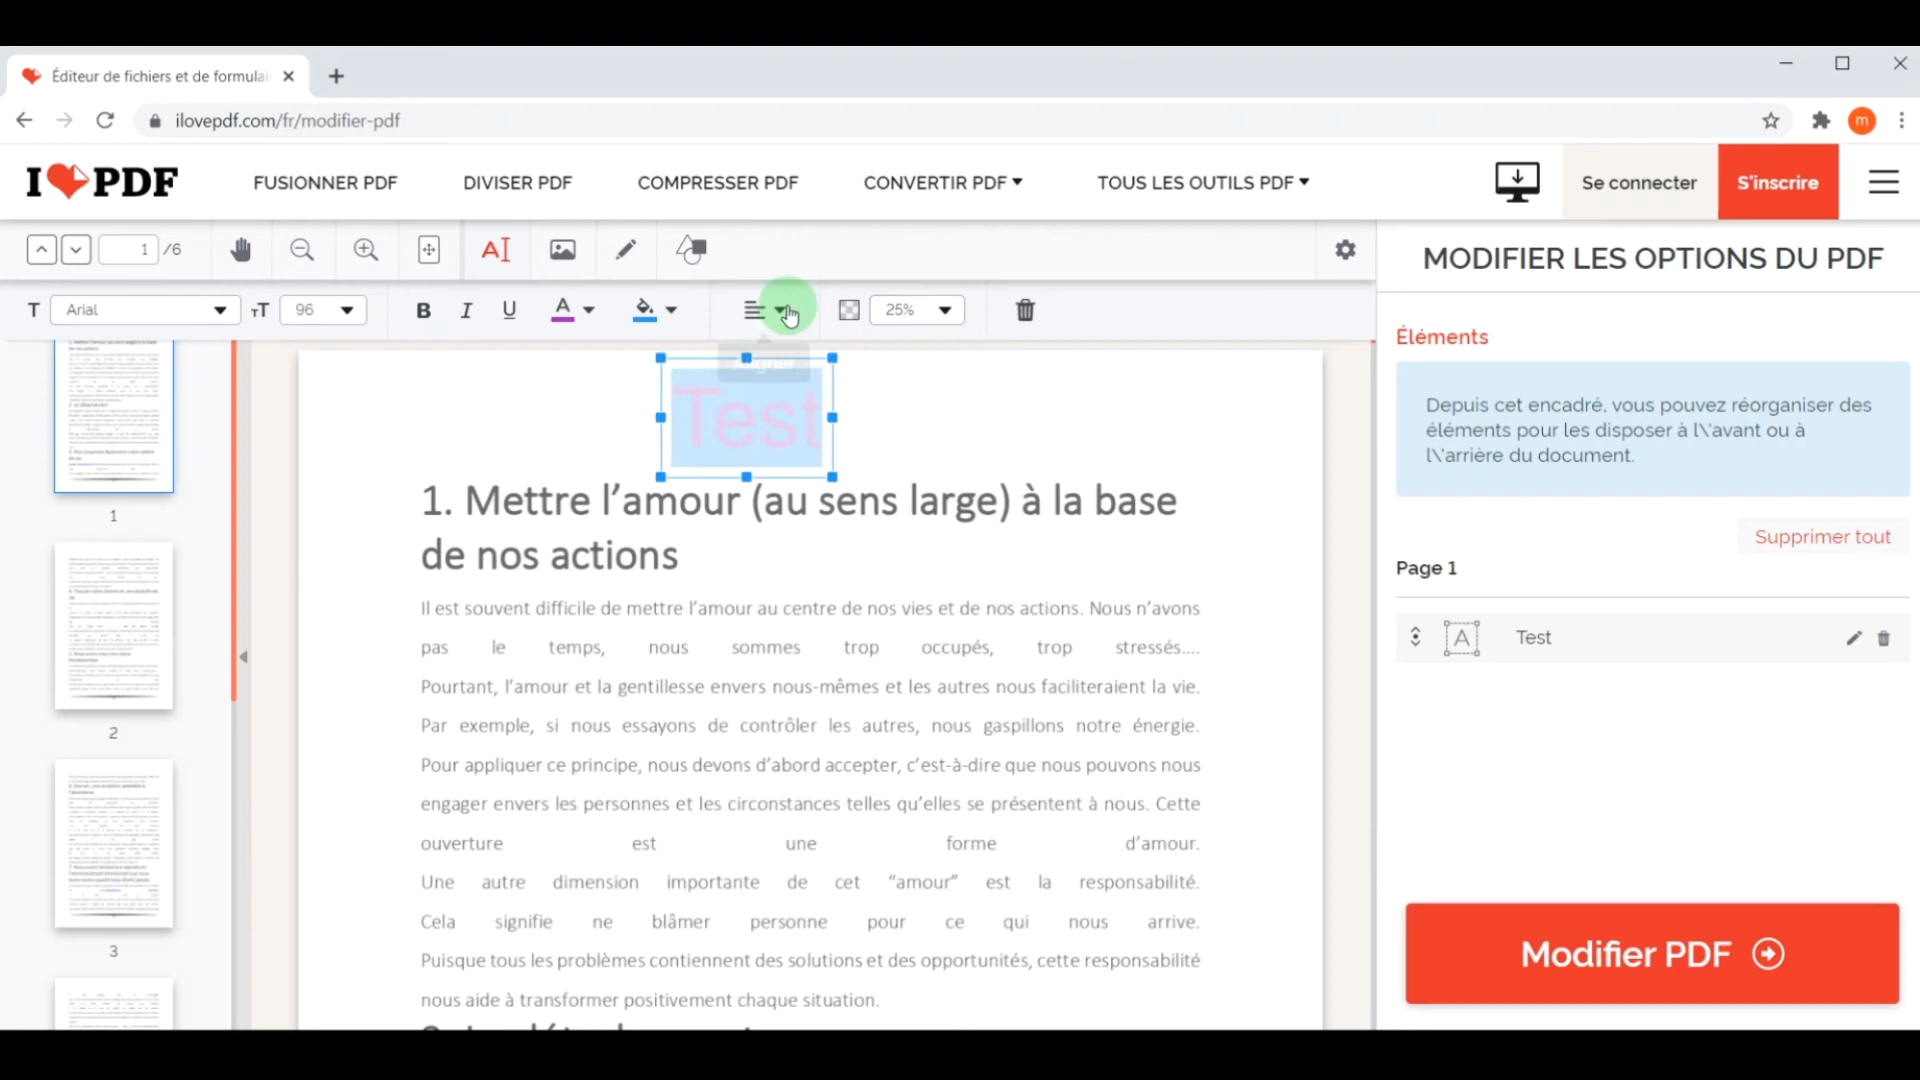 Éditeur de fichiers et de formulai
ilovepdf.com/fr/modifier-pdf
m
I PDF
FUSIONNER PDF
DIVISER PDF
COMPRESSER PDF
CONVERTIR PDF
TOUS LES OUTILS PDF
Se connecter
S'inscrire
1 /6
A
MODIFIER LES OPTIONS DU PDF
T Arial
TT 96
B I U A
25%
Aligner
Test
Éléments
Depuis cet encadré, vous pouvez réorganiser des
éléments pour les disposer à l\'avant ou à
l\'arrière du document.
Supprimer tout
Page 1
A Test
Modifier PDF
1
2
3
1. Mettre l’amour (au sens large) à la base
de nos actions
Il est souvent difficile de mettre l’amour au centre de nos vies et de nos actions. Nous n’avons
pas le temps, nous sommes trop occupés, trop stressés....
Pourtant, l’amour et la gentillesse envers nous-mêmes et les autres nous faciliteraient la vie.
Par exemple, si nous essayons de contrôler les autres, nous gaspillons notre énergie.
Pour appliquer ce principe, nous devons d’abord accepter, c’est-à-dire que nous pouvons nous
engager envers les personnes et les circonstances telles qu’elles se présentent à nous. Cette
ouverture est une forme d’amour.
Une autre dimension importante de cet “amour” est la responsabilité.
Cela signifie ne blâmer personne pour ce qui nous arrive.
Puisque tous les problèmes contiennent des solutions et des opportunités, cette responsabilité
nous aide à transformer positivement chaque situation.